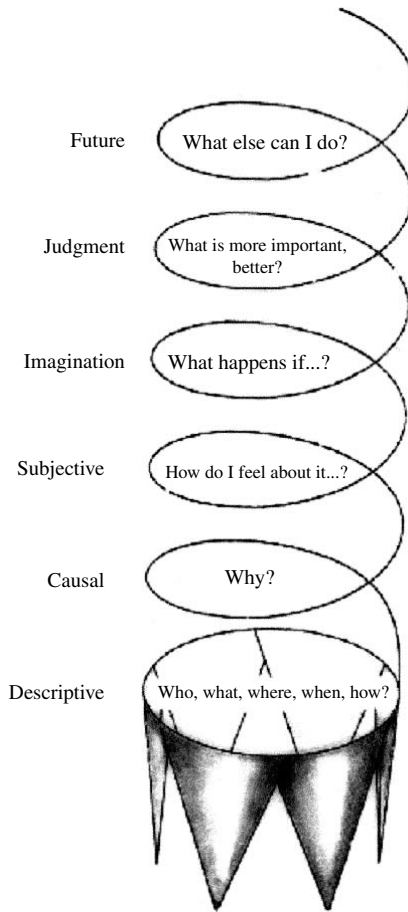 Future
What else can I do?
Judgment
What is more important,
better?
Imagination
What happens if...?
Subjective
How do I feel about it...?
Causal
Why?
Descriptive
Who, what, where, when, how?